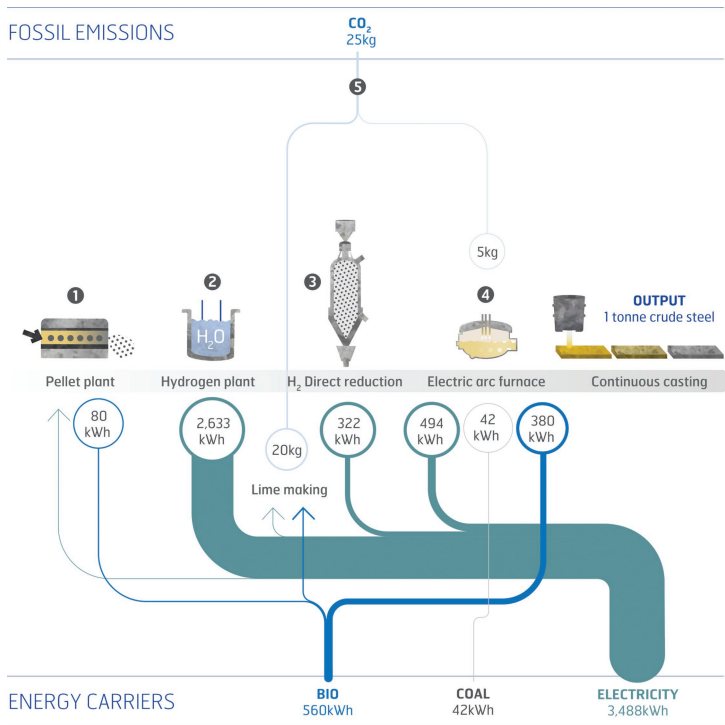 FOSSIL EMISSIONS
CO₂
25kg
5
5kg
1
2
3
4
H₂O
OUTPUT
1 tonne crude steel
Pellet plant
Hydrogen plant
H₂ Direct reduction
Electric arc furnace
Continuous casting
80
kWh
2,633
kWh
20kg
322
kWh
494
kWh
42
kWh
380
kWh
Lime making
ENERGY CARRIERS
BIO
560kWh
COAL
42kWh
ELECTRICITY
3,488kWh